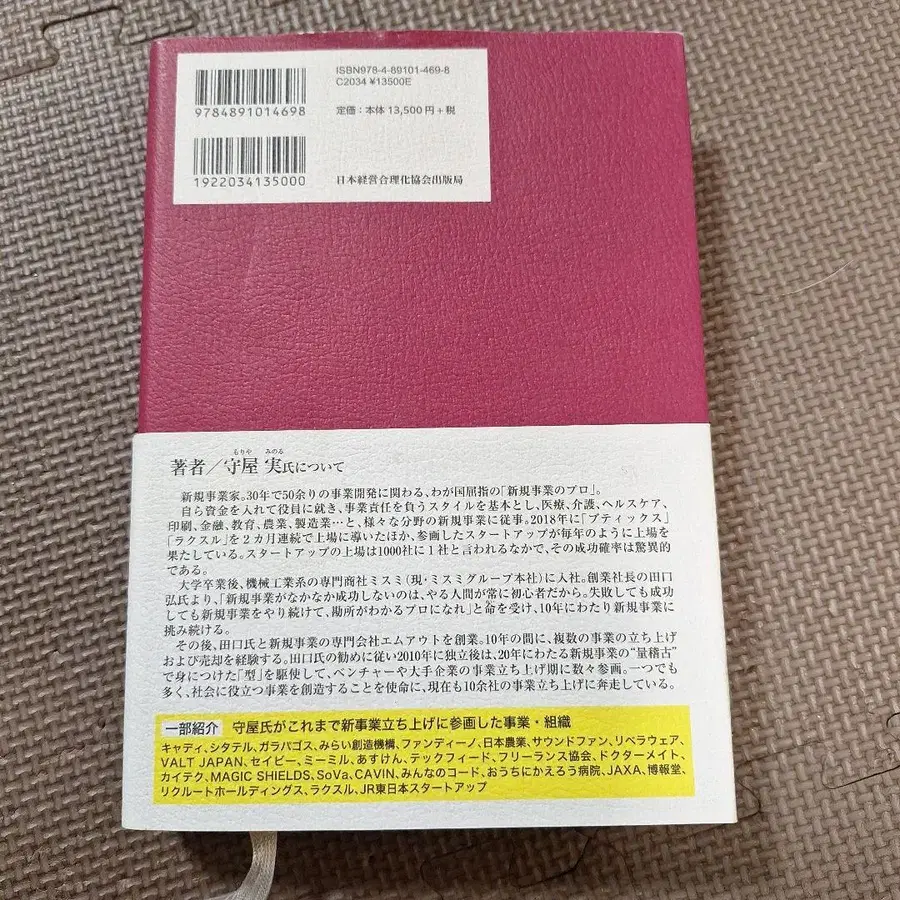 ISBN978-4-89101-469-8
C2034 ¥13500E
9784891014698
定価：本体 13,500 円＋税
1922034135000
日本経営合理化協会出版局
もりや みのる
著者／守屋 実氏について
新規事業家。30年で50余りの事業開発に関わる、わが国屈指の「新規事業のプロ」。
自ら資金を入れて役員に就き、事業責任を負うスタイルを基本とし、医療、介護、ヘルスケア、
印刷、金融、教育、農業、製造業…と、様々な分野の新規事業に従事。2018年に「ブティックス」
「ラクスル」を２カ月連続で上場に導いたほか、参画したスタートアップが毎年のように上場を
果たしている。スタートアップの上場は1000社に１社と言われるなかで、その成功確率は驚異的
である。
大学卒業後、機械工業系の専門商社ミスミ（現・ミスミグループ本社）に入社。創業社長の田口
弘氏より、「新規事業がなかなか成功しないのは、やる人間が常に初心者だから。失敗しても成功
しても新規事業をやり続けて、勘所がわかるプロになれ」と命を受け、10年にわたり新規事業に
挑み続ける。
その後、田口氏と新規事業の専門会社エムアウトを創業。10年の間に、複数の事業の立ち上げ
および売却を経験する。田口氏の勧めに従い2010年に独立後は、20年にわたる新規事業の“量稽古”
で身につけた「型」を駆使して、ベンチャーや大手企業の事業立ち上げ期に数々参画。一つでも
多く、社会に役立つ事業を創造することを使命に、現在も10余社の事業立ち上げに奔走している。
一部紹介 守屋氏がこれまで新事業立ち上げに参画した事業・組織
キャディ、シタテル、ガラパゴス、みらい創造機構、ファンディーノ、日本農業、サウンドファン、リベラウェア、
VALT JAPAN、セイビー、ミーミル、あすけん、テックフィード、フリーランス協会、ドクターメイト、
カイテク、MAGIC SHIELDS、SoVa、CAVIN、みんなのコード、おうちにかえろう病院、JAXA、博報堂、
リクルートホールディングス、ラクスル、JR東日本スタートアップ